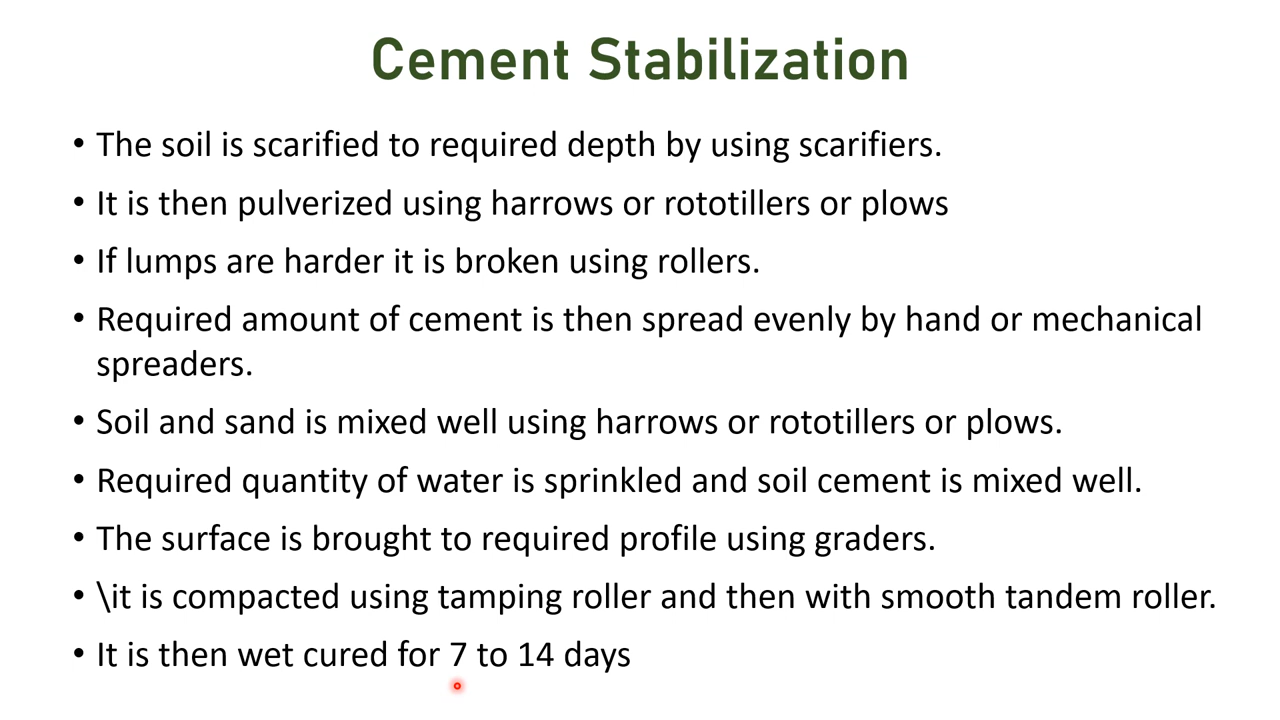 Cement Stabilization
• The soil is scarified to required depth by using scarifiers.
• It is then pulverized using harrows or rototillers or plows
• If lumps are harder it is broken using rollers.
• Required amount of cement is then spread evenly by hand or mechanical
spreaders.
• Soil and sand is mixed well using harrows or rototillers or plows.
• Required quantity of water is sprinkled and soil cement is mixed well.
• The surface is brought to required profile using graders.
• \it is compacted using tamping roller and then with smooth tandem roller.
• It is then wet cured for 7 to 14 days